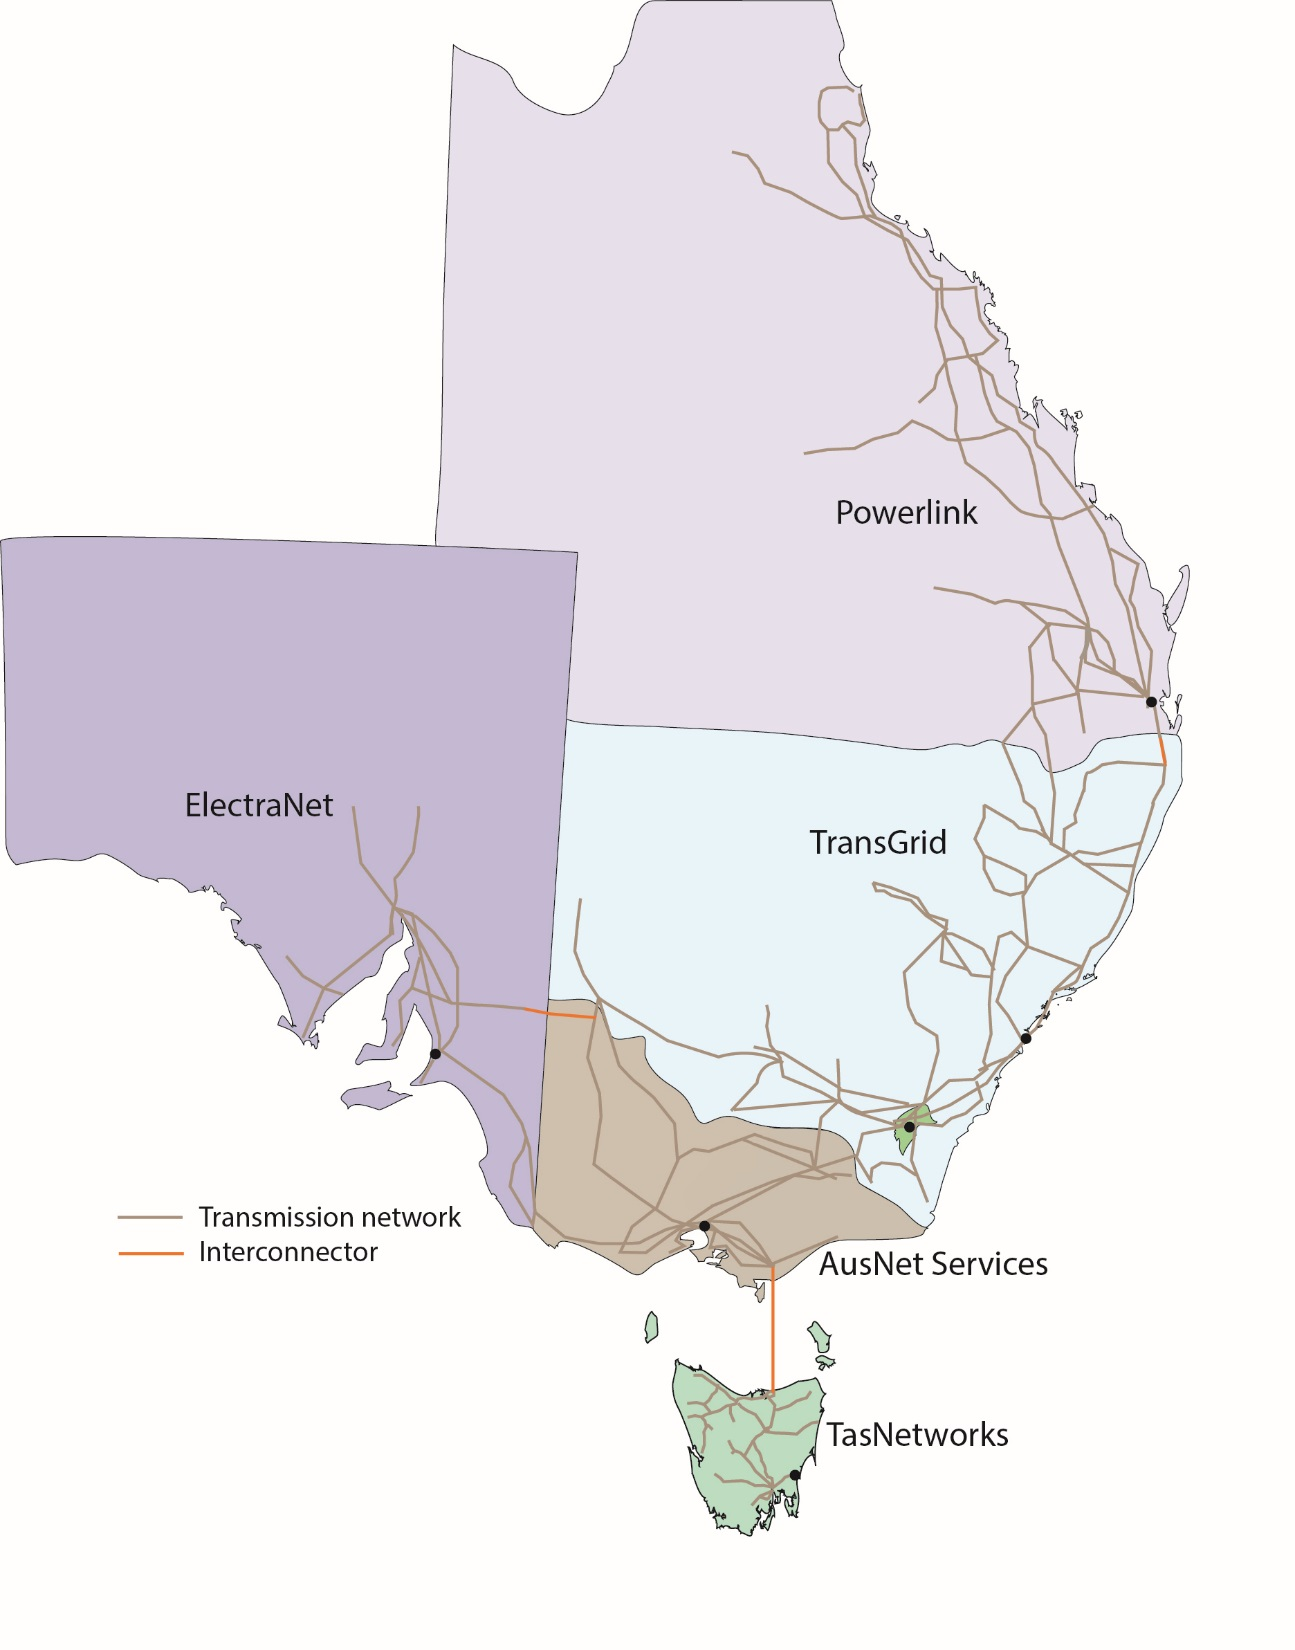 Powerlink
ElectraNet
TransGrid
Transmission network
Interconnector
AusNet Services
TasNetworks